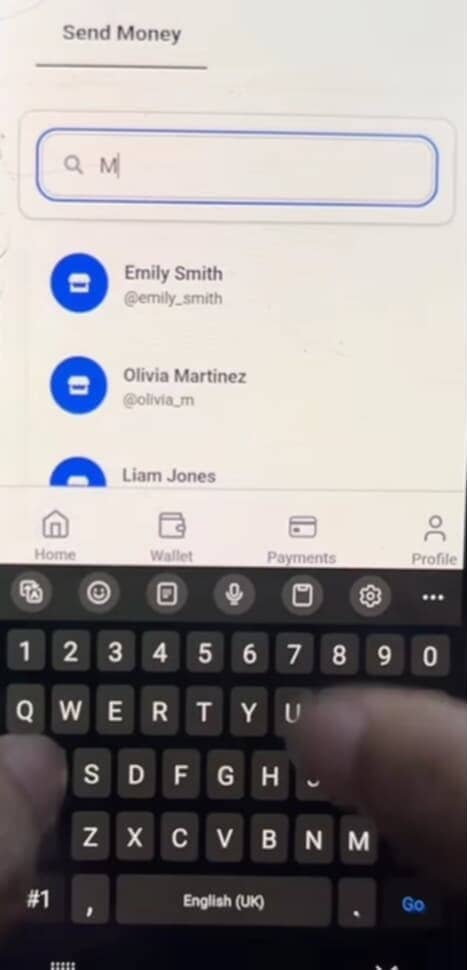 Send Money
M
Emily Smith
@emily_smith
Olivia Martinez
@olivia_m
Liam Jones
Home Wallet Payments Profile
1 2 3 4 5 6 7 8 9 0
Q W E R T Y U
S D F G H
Z X C V B N M
#1 , English (UK) . Go